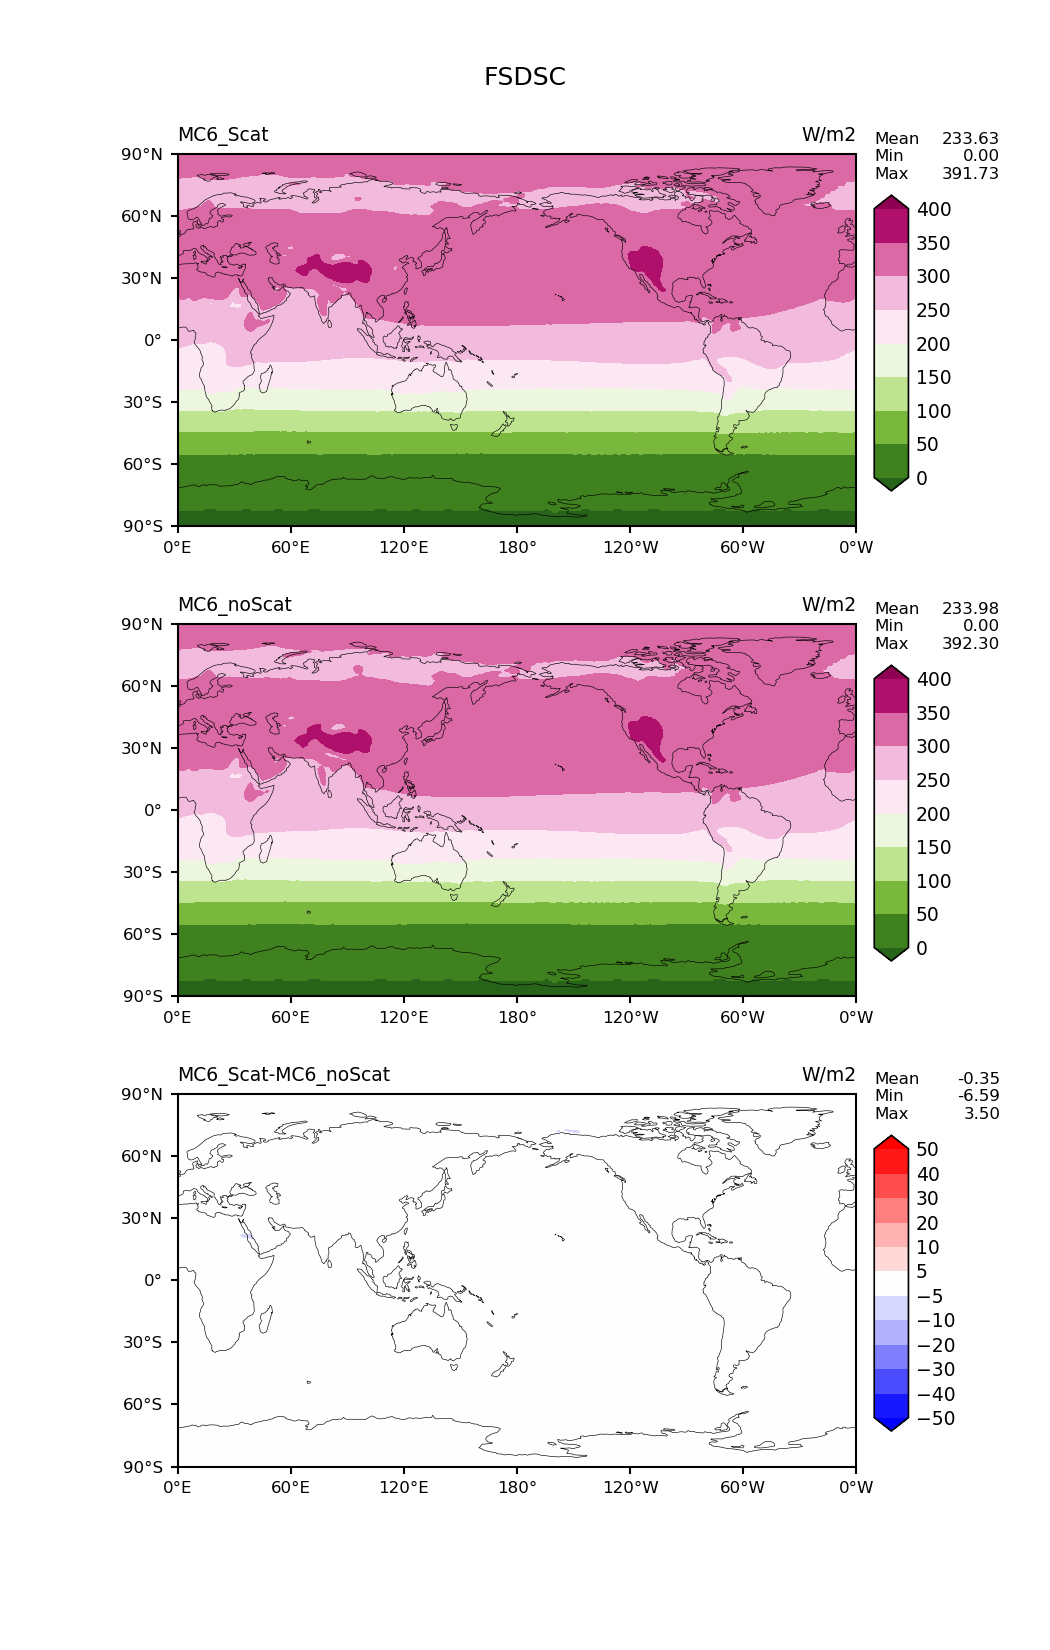 FSDSC
MC6_Scat W/m2
Mean 233.63
Min 0.00
Max 391.73
90°N
60°N
30°N
0°
30°S
60°S
90°S
0°E 60°E 120°E 180° 120°W 60°W 0°W
400
350
300
250
200
150
100
50
0
MC6_noScat W/m2
Mean 233.98
Min 0.00
Max 392.30
90°N
60°N
30°N
0°
30°S
60°S
90°S
0°E 60°E 120°E 180° 120°W 60°W 0°W
400
350
300
250
200
150
100
50
0
MC6_Scat-MC6_noScat W/m2
Mean -0.35
Min -6.59
Max 3.50
90°N
60°N
30°N
0°
30°S
60°S
90°S
0°E 60°E 120°E 180° 120°W 60°W 0°W
50
40
30
20
10
5
−5
−10
−20
−30
−40
−50